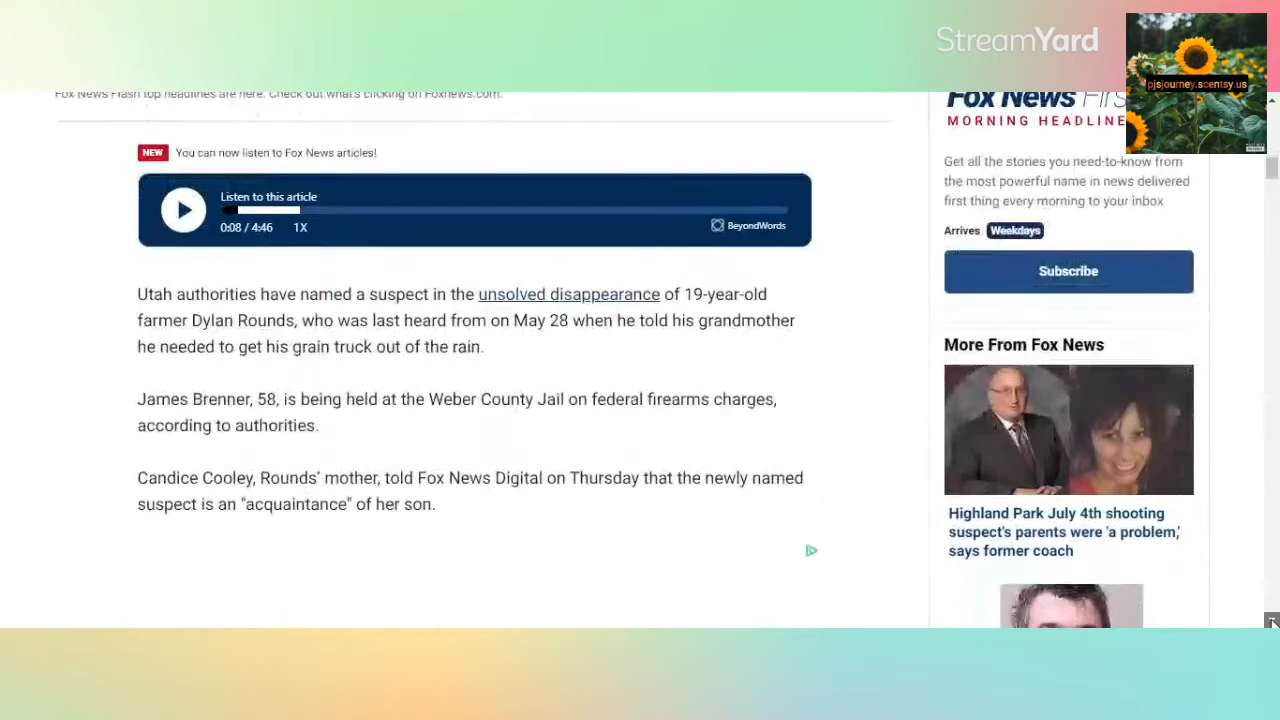 StreamYard
pjsjourney.scentsy.us
Fox News Flash top headlines are here. Check out what's clicking on Foxnews.com.
NEW You can now listen to Fox News articles!
Listen to this article
0:08 / 4:46 1X
BeyondWords
Utah authorities have named a suspect in the unsolved disappearance of 19-year-old
farmer Dylan Rounds, who was last heard from on May 28 when he told his grandmother
he needed to get his grain truck out of the rain.
James Brenner, 58, is being held at the Weber County Jail on federal firearms charges,
according to authorities.
Candice Cooley, Rounds' mother, told Fox News Digital on Thursday that the newly named
suspect is an "acquaintance" of her son.
Fox News First
MORNING HEADLINE
Get all the stories you need-to-know from
the most powerful name in news delivered
first thing every morning to your inbox
Arrives Weekdays
Subscribe
More From Fox News
Highland Park July 4th shooting
suspect's parents were 'a problem,'
says former coach